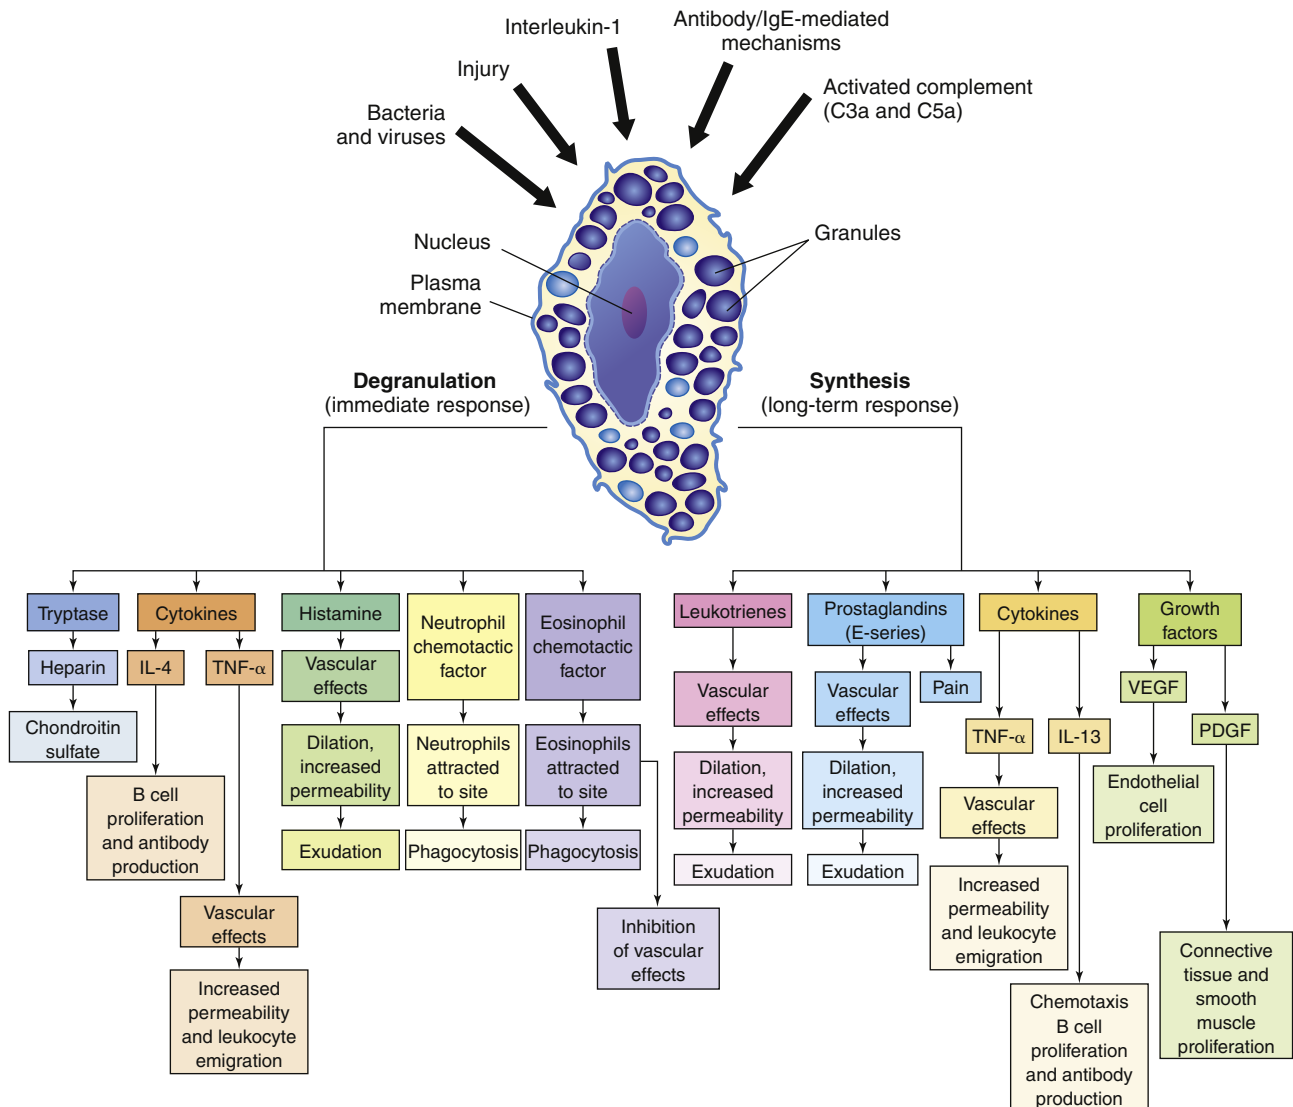 Interleukin-1
Antibody/IgE-mediated
mechanisms
Injury
Activated complement
(C3a and C5a)
Bacteria
and viruses
Nucleus
Granules
Plasma
membrane
Degranulation
(immediate response)
Synthesis
(long-term response)
Tryptase
Heparin
Chondroitin
sulfate
Cytokines
IL-4
TNF-α
B cell
proliferation
and antibody
production
Vascular
effects
Increased
permeability
and leukocyte
emigration
Histamine
Vascular
effects
Dilation,
increased
permeability
Exudation
Neutrophil
chemotactic
factor
Neutrophils
attracted
to site
Phagocytosis
Eosinophil
chemotactic
factor
Eosinophils
attracted
to site
Phagocytosis
Inhibition
of vascular
effects
Leukotrienes
Vascular
effects
Dilation,
increased
permeability
Exudation
Prostaglandins
(E-series)
Vascular
effects
Pain
Dilation,
increased
permeability
Exudation
Cytokines
TNF-α
IL-13
Vascular
effects
Increased
permeability
and leukocyte
emigration
Chemotaxis
B cell
proliferation
and antibody
production
Growth
factors
VEGF
PDGF
Endothelial
cell
proliferation
Connective
tissue and
smooth
muscle
proliferation